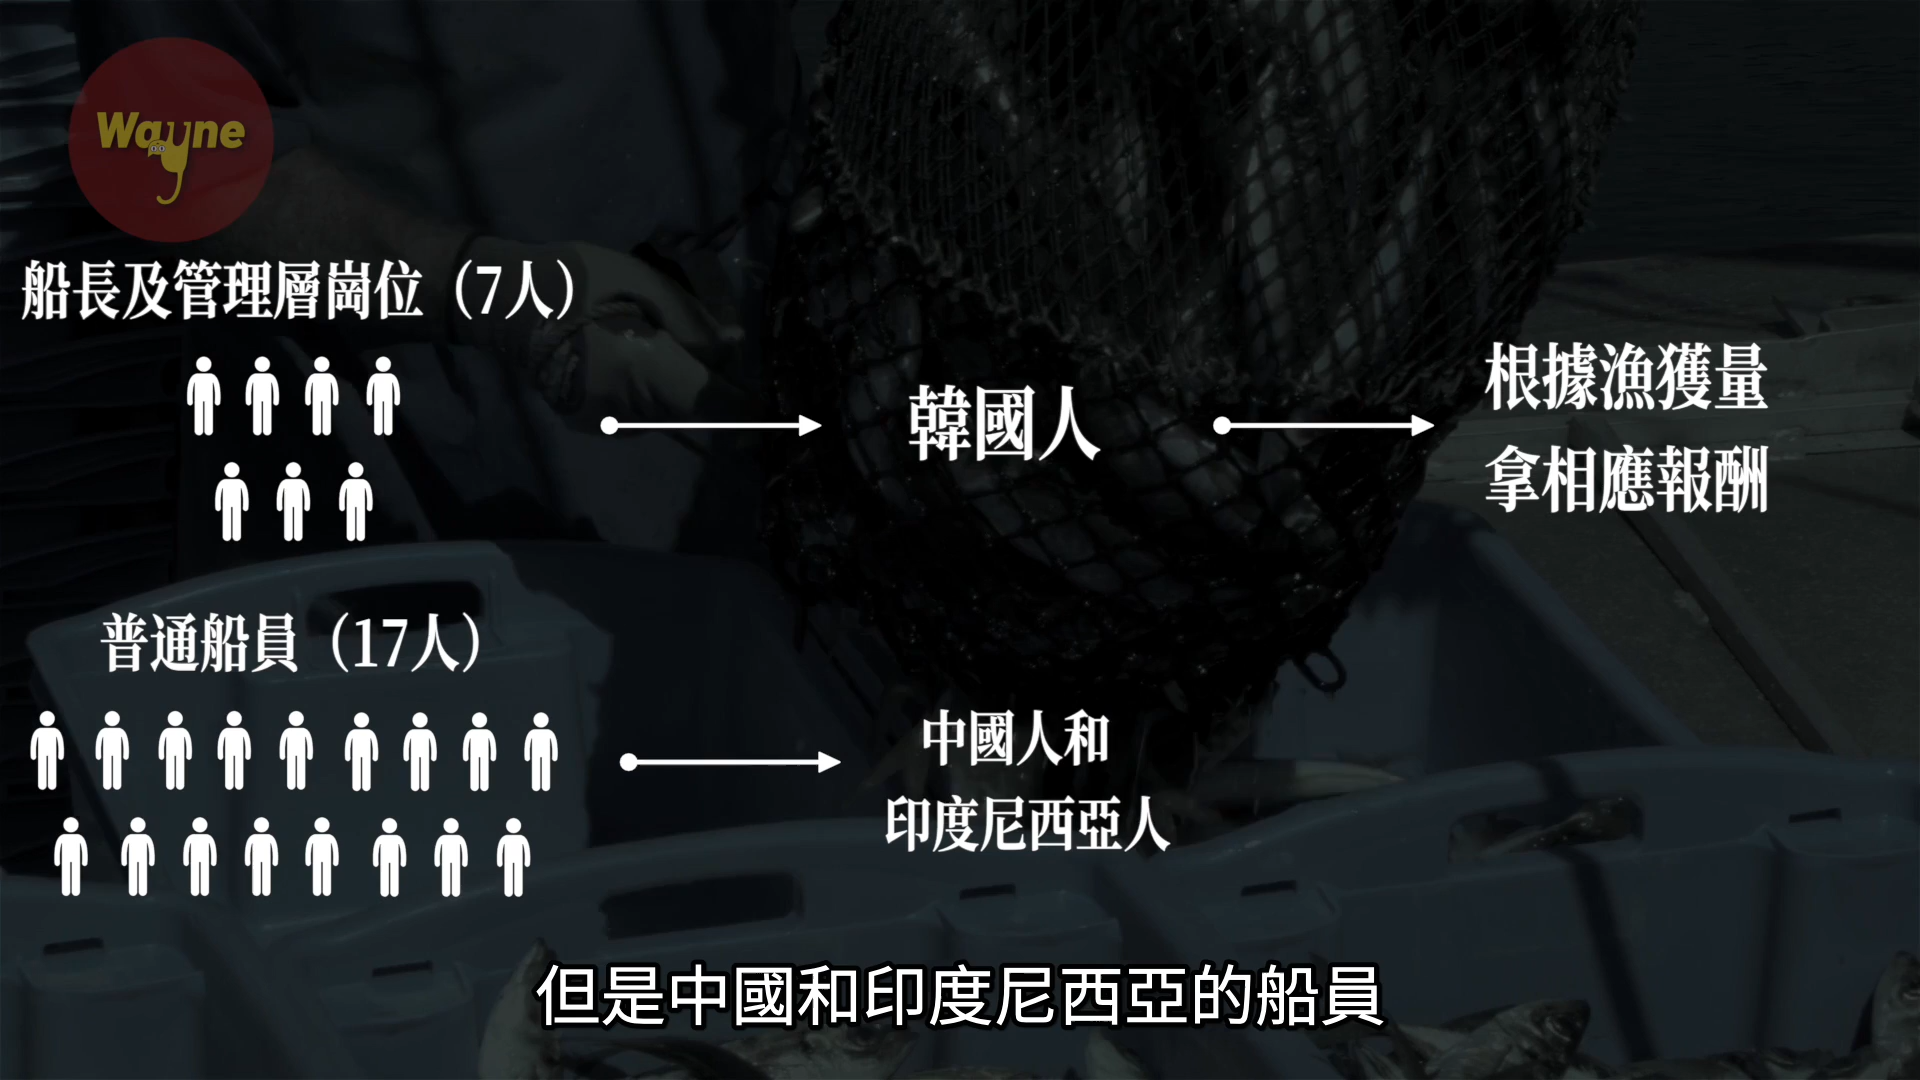 Wayne
船長及管理層崗位（7人）
韓國人
根據漁獲量
拿相應報酬
普通船員（17人）
中國人和
印度尼西亞人
但是中國和印度尼西亞的船員